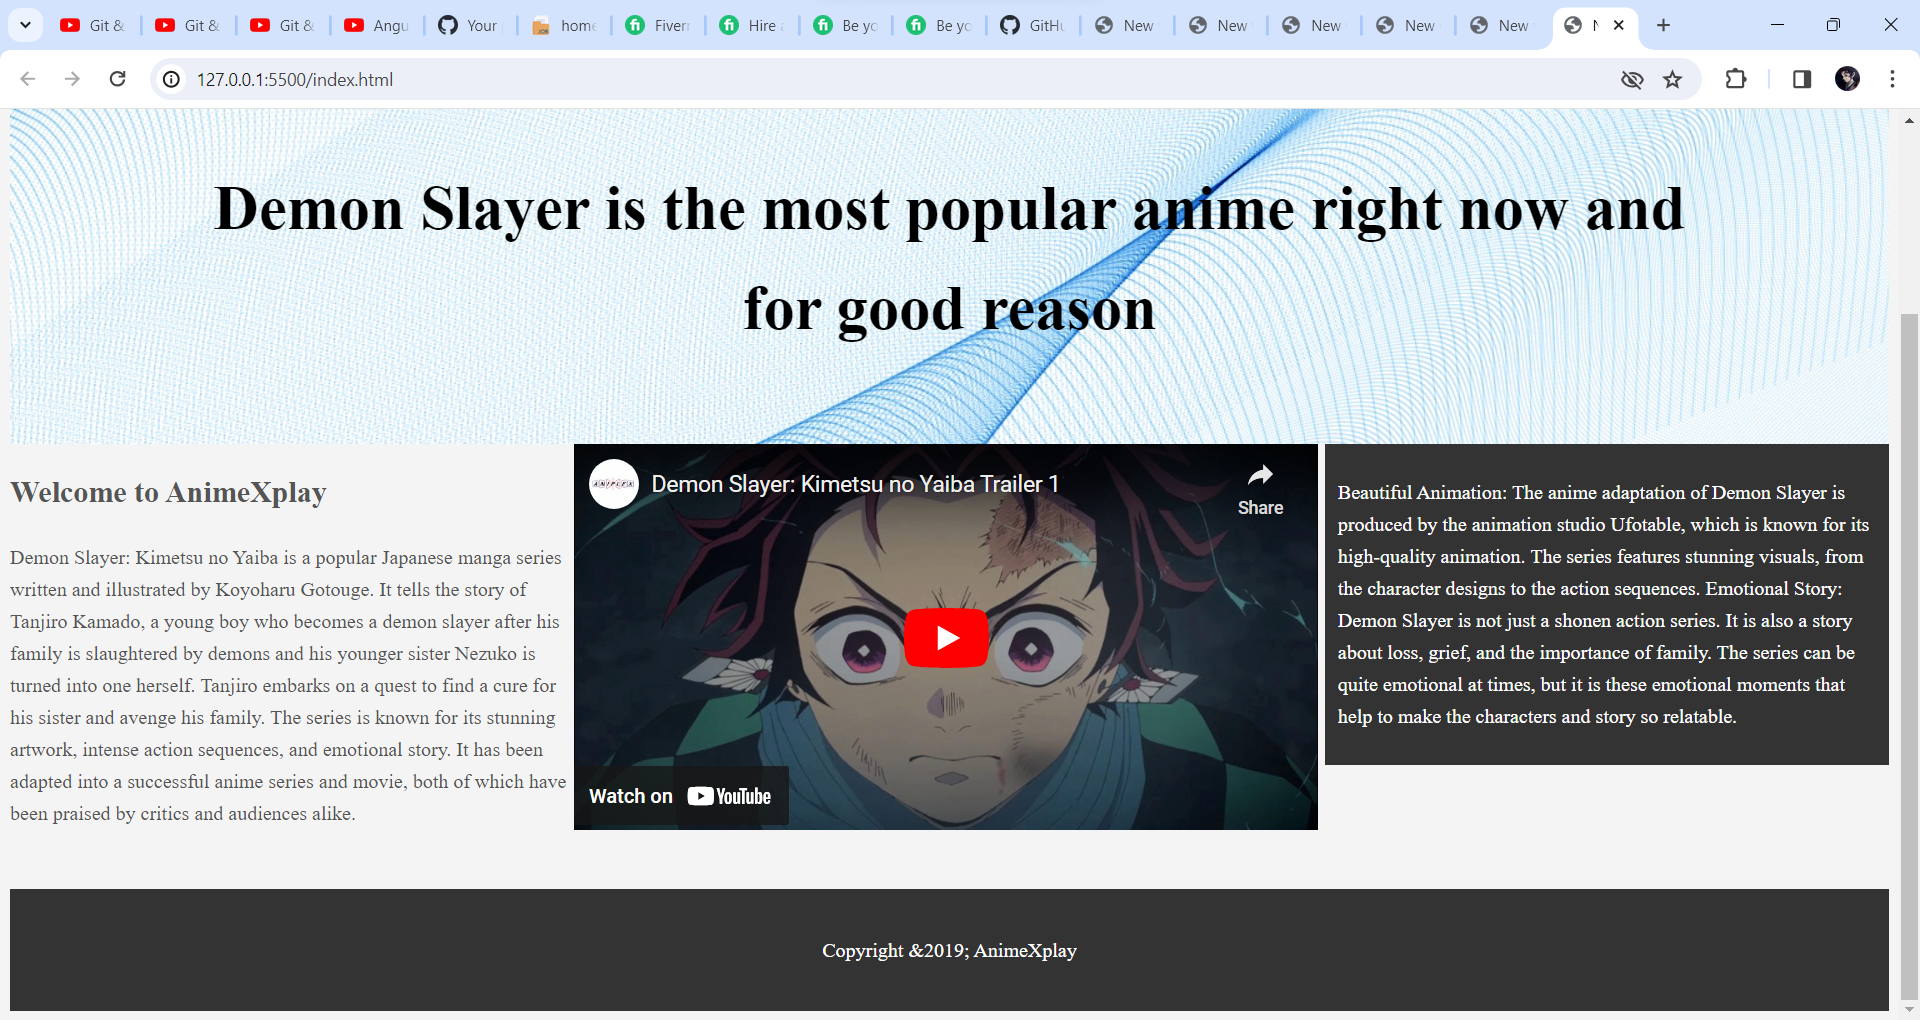 Git &
Git &
Git &
Angu
Your
home
Fiverr
Hire a
Be yo
Be yo
GitHu
New
New
New
New
New
127.0.0.1:5500/index.html
Demon Slayer is the most popular anime right now and
for good reason
Welcome to AnimeXplay
Demon Slayer: Kimetsu no Yaiba is a popular Japanese manga series
written and illustrated by Koyoharu Gotouge. It tells the story of
Tanjiro Kamado, a young boy who becomes a demon slayer after his
family is slaughtered by demons and his younger sister Nezuko is
turned into one herself. Tanjiro embarks on a quest to find a cure for
his sister and avenge his family. The series is known for its stunning
artwork, intense action sequences, and emotional story. It has been
adapted into a successful anime series and movie, both of which have
been praised by critics and audiences alike.
ANIPLEX
Demon Slayer: Kimetsu no Yaiba Trailer 1
Share
Watch on YouTube
Beautiful Animation: The anime adaptation of Demon Slayer is
produced by the animation studio Ufotable, which is known for its
high-quality animation. The series features stunning visuals, from
the character designs to the action sequences. Emotional Story:
Demon Slayer is not just a shonen action series. It is also a story
about loss, grief, and the importance of family. The series can be
quite emotional at times, but it is these emotional moments that
help to make the characters and story so relatable.
Copyright &2019; AnimeXplay